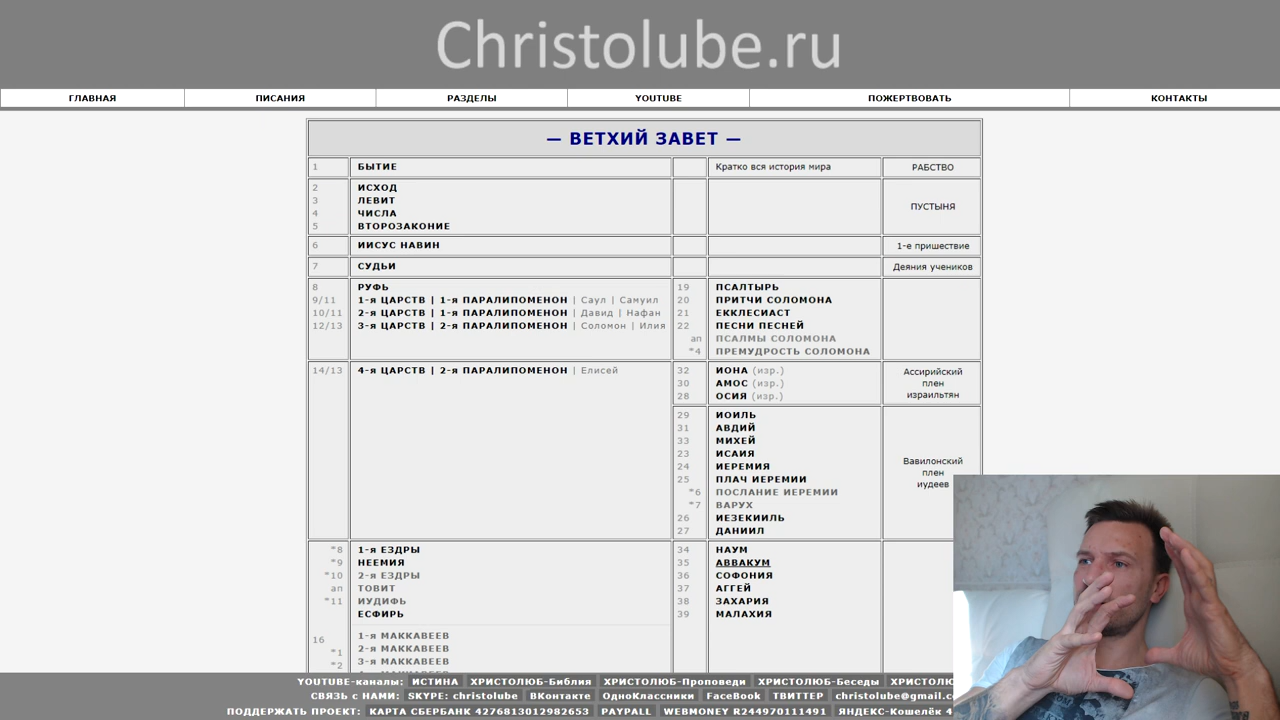 Christolube.ru
ГЛАВНАЯ ПИСАНИЯ РАЗДЕЛЫ YOUTUBE ПОЖЕРТВОВАТЬ КОНТАКТЫ
— ВЕТХИЙ ЗАВЕТ —
1 БЫТИЕ Кратко вся история мира РАБСТВО
2 ИСХОД
3 ЛЕВИТ
4 ЧИСЛА
5 ВТОРОЗАКОНИЕ
ПУСТЫНЯ
6 ИИСУС НАВИН 1-е пришествие
7 СУДЬИ Деяния учеников
8 РУФЬ
9/11 1-я ЦАРСТВ | 1-я ПАРАЛИПОМЕНОН | Саул | Самуил
10/11 2-я ЦАРСТВ | 1-я ПАРАЛИПОМЕНОН | Давид | Нафан
12/13 3-я ЦАРСТВ | 2-я ПАРАЛИПОМЕНОН | Соломон | Илия
19 ПСАЛТЫРЬ
20 ПРИТЧИ СОЛОМОНА
21 ЕККЛЕСИАСТ
22 ПЕСНИ ПЕСНЕЙ
ап ПСАЛМЫ СОЛОМОНА
*4 ПРЕМУДРОСТЬ СОЛОМОНА
14/13 4-я ЦАРСТВ | 2-я ПАРАЛИПОМЕНОН | Елисей
32 ИОНА (изр.)
30 АМОС (изр.)
28 ОСИЯ (изр.)
Ассирийский
плен
израильтян
29 ИОИЛЬ
31 АВДИЙ
33 МИХЕЙ
23 ИСАИЯ
24 ИЕРЕМИЯ
25 ПЛАЧ ИЕРЕМИИ
*6 ПОСЛАНИЕ ИЕРЕМИИ
*7 ВАРУХ
26 ИЕЗЕКИИЛЬ
27 ДАНИИЛ
Вавилонский
плен
иудеев
*8 1-я ЕЗДРЫ
*9 НЕЕМИЯ
*10 2-я ЕЗДРЫ
ап ТОВИТ
*11 ИУДИФЬ
ЕСФИРЬ
34 НАУМ
35 АВВАКУМ
36 СОФОНИЯ
37 АГГЕЙ
38 ЗАХАРИЯ
39 МАЛАХИЯ
16
*1
*2
1-я МАККАВЕЕВ
2-я МАККАВЕЕВ
3-я МАККАВЕЕВ
YOUTUBE-каналы: ИСТИНА ХРИСТОЛЮБ-Библия ХРИСТОЛЮБ-Проповеди ХРИСТОЛЮБ-Беседы ХРИСТОЛЮ
СВЯЗЬ с НАМИ: SKYPE: christolube ВКонтакте ОдноКлассники FaceBook ТВИТТЕР christolube@gmail.c
ПОДДЕРЖАТЬ ПРОЕКТ: КАРТА СБЕРБАНК 4276813012982653 PAYPALL WEBMONEY R244970111491 ЯНДЕКС-Кошелёк 4